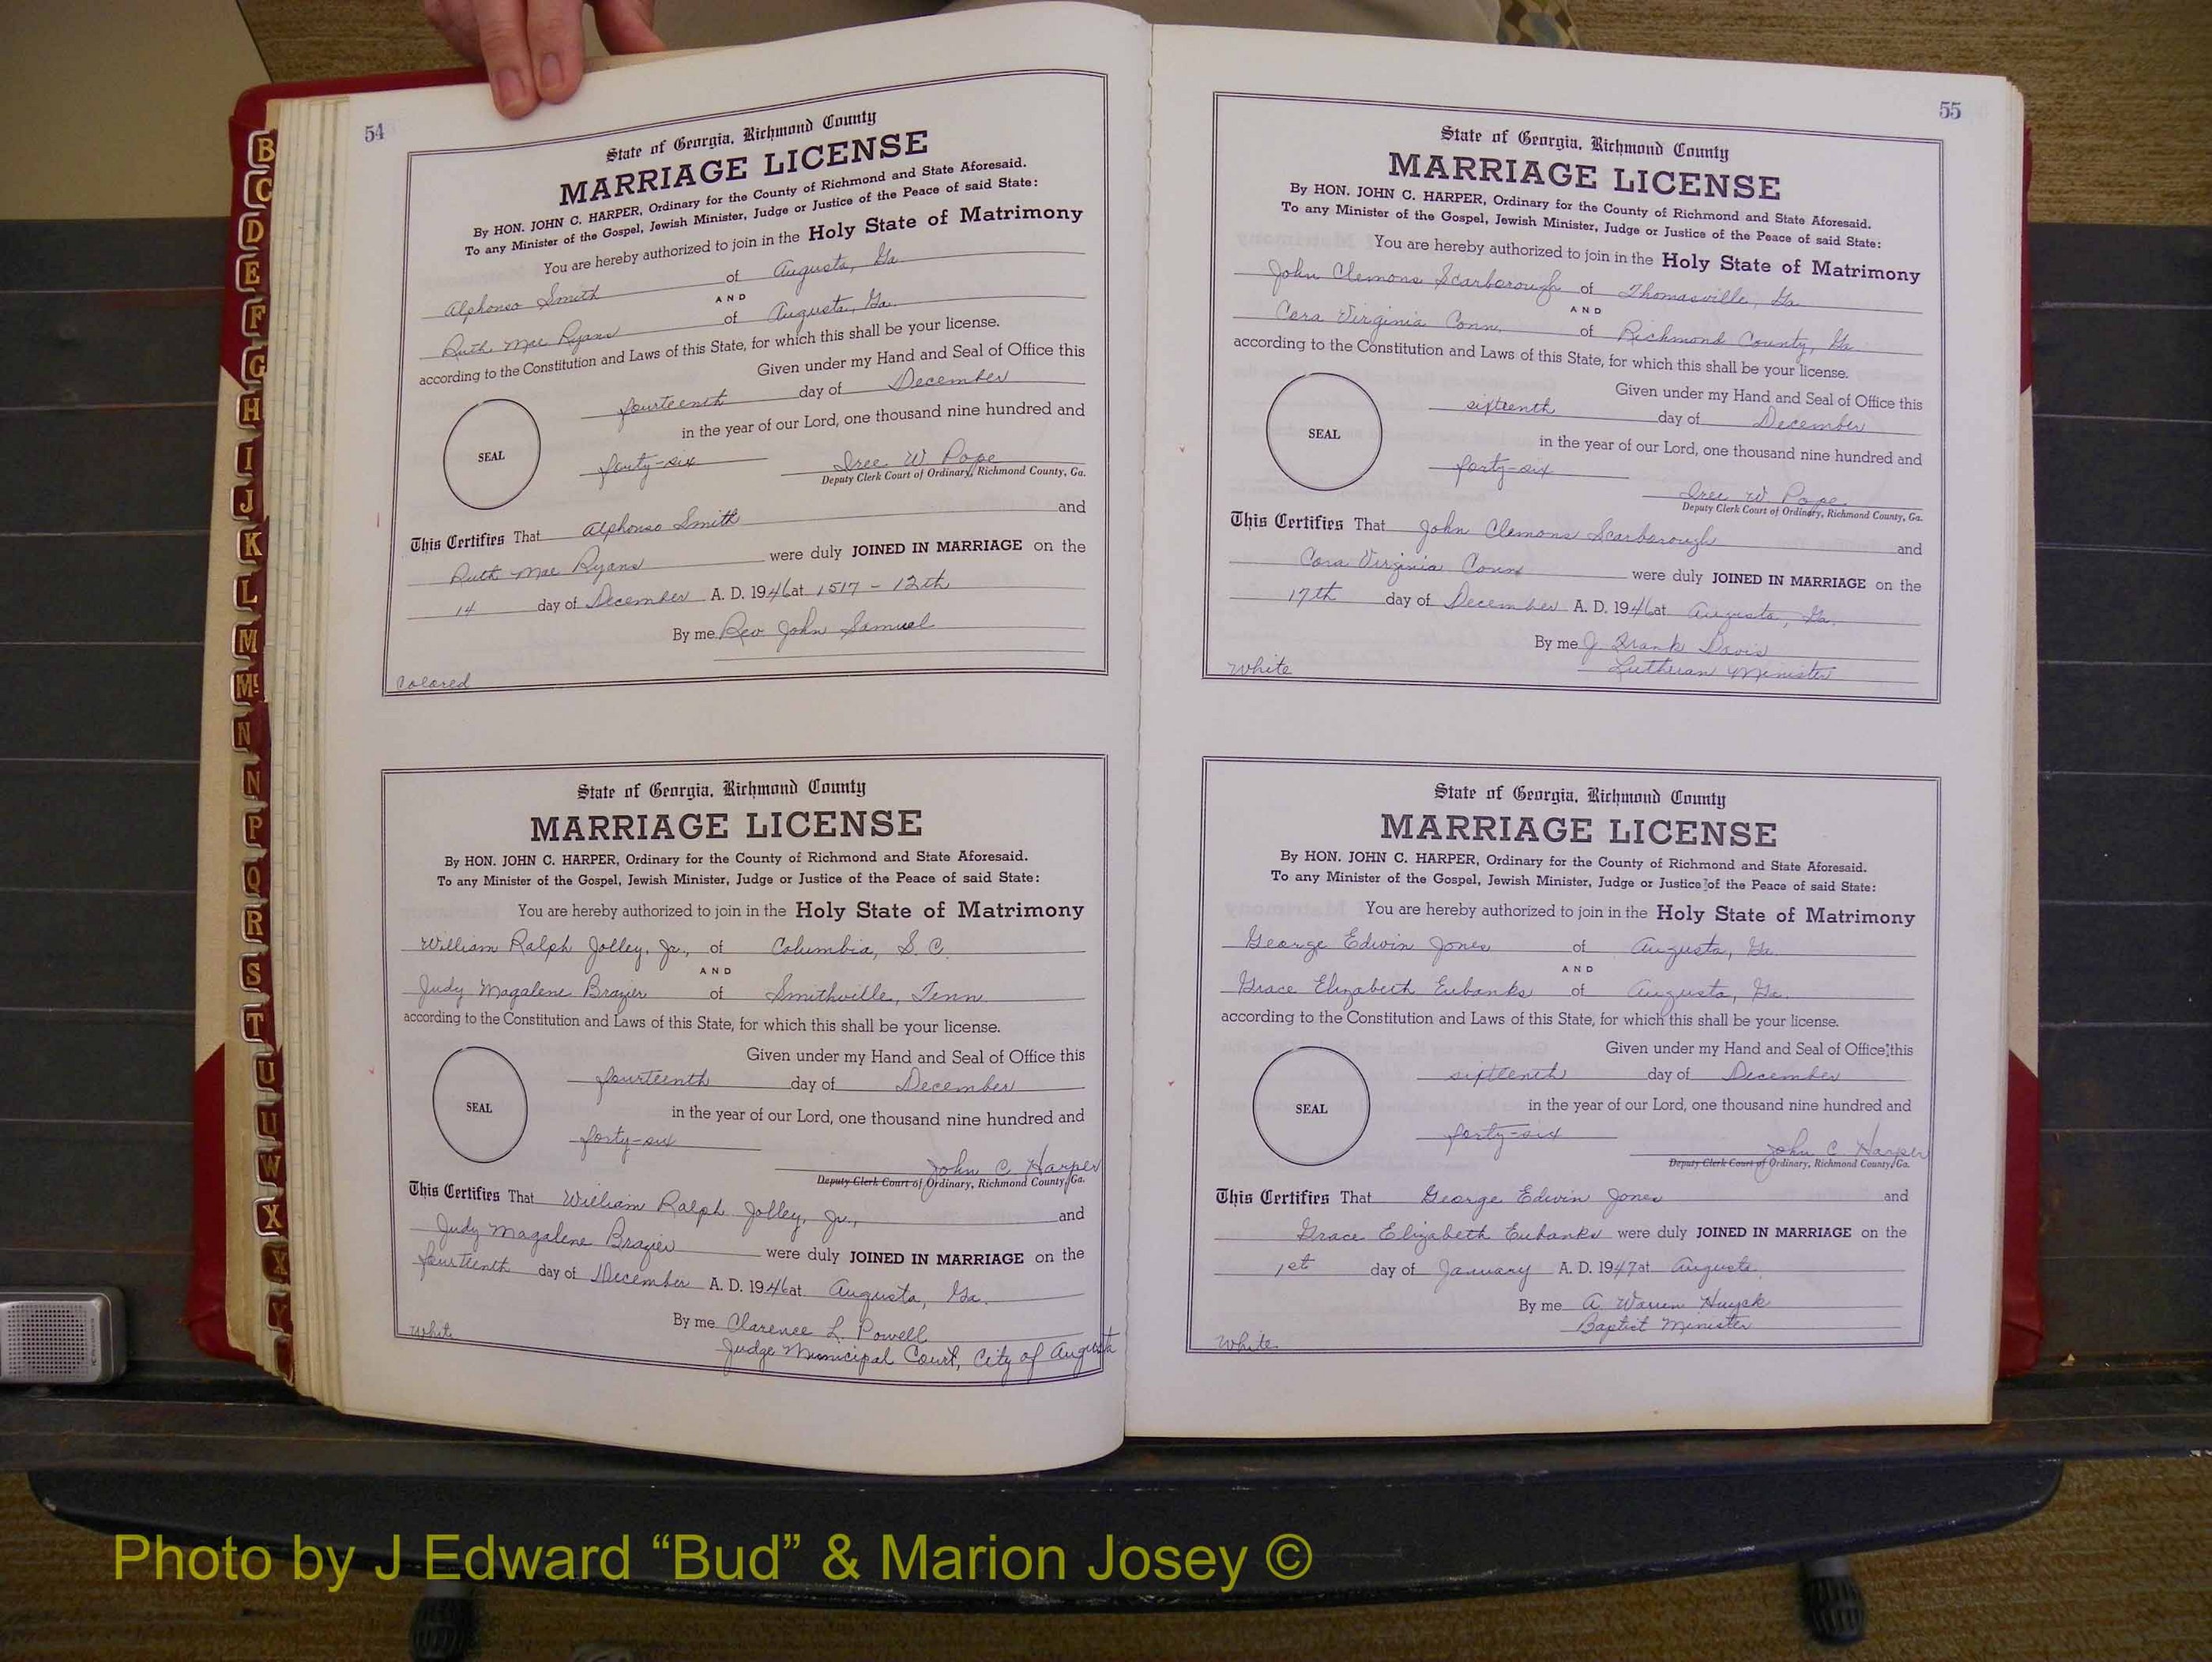 54
State of Georgia, Richmond County
MARRIAGE LICENSE
By HON. JOHN C. HARPER, Ordinary for the County of Richmond and State Aforesaid.
To any Minister of the Gospel, Jewish Minister, Judge or Justice of the Peace of said State:
You are hereby authorized to join in the Holy State of Matrimony
Alphonso Smith of Augusta, Ga.
AND
Ruth Mae Ryans of Augusta, Ga.
according to the Constitution and Laws of this State, for which this shall be your license.
Given under my Hand and Seal of Office this
fourteenth day of December
in the year of our Lord, one thousand nine hundred and
SEAL
forty-six Iree W. Pope
Deputy Clerk Court of Ordinary, Richmond County, Ga.
This Certifies That Alphonso Smith and
Ruth Mae Ryans were duly JOINED IN MARRIAGE on the
14 day of December A. D. 1946 at 1517 - 12th
By me Rev John Samuel
Colored
State of Georgia, Richmond County
MARRIAGE LICENSE
By HON. JOHN C. HARPER, Ordinary for the County of Richmond and State Aforesaid.
To any Minister of the Gospel, Jewish Minister, Judge or Justice of the Peace of said State:
You are hereby authorized to join in the Holy State of Matrimony
William Ralph Jolley, Jr., of Columbia, S. C.
AND
Judy Magalene Brazier of Smithville, Tenn.
according to the Constitution and Laws of this State, for which this shall be your license.
Given under my Hand and Seal of Office this
fourteenth day of December
SEAL
in the year of our Lord, one thousand nine hundred and
forty-six
John C. Harper
Deputy Clerk Court of Ordinary, Richmond County, Ga.
This Certifies That William Ralph Jolley, Jr., and
Judy Magalene Brazier were duly JOINED IN MARRIAGE on the
fourteenth day of December A. D. 1946 at Augusta, Ga.
By me Clarence L. Powell
Judge Municipal Court, City of Augusta
White
55
State of Georgia, Richmond County
MARRIAGE LICENSE
By HON. JOHN C. HARPER, Ordinary for the County of Richmond and State Aforesaid.
To any Minister of the Gospel, Jewish Minister, Judge or Justice of the Peace of said State:
You are hereby authorized to join in the Holy State of Matrimony
John Clemons Scarborough of Thomasville, Ga.
AND
Cora Virginia Conn of Richmond County, Ga.
according to the Constitution and Laws of this State, for which this shall be your license.
Given under my Hand and Seal of Office this
sixteenth day of December
SEAL
in the year of our Lord, one thousand nine hundred and
forty-six
Iree W. Pope
Deputy Clerk Court of Ordinary, Richmond County, Ga.
This Certifies That John Clemons Scarborough and
Cora Virginia Conn were duly JOINED IN MARRIAGE on the
17th day of December A. D. 1946 at Augusta, Ga.
By me J. Frank Davis
Lutheran Minister
White
State of Georgia, Richmond County
MARRIAGE LICENSE
By HON. JOHN C. HARPER, Ordinary for the County of Richmond and State Aforesaid.
To any Minister of the Gospel, Jewish Minister, Judge or Justice of the Peace of said State:
You are hereby authorized to join in the Holy State of Matrimony
George Edwin Jones of Augusta, Ga.
AND
Grace Elizabeth Eubanks of Augusta, Ga.
according to the Constitution and Laws of this State, for which this shall be your license.
Given under my Hand and Seal of Office this
sixteenth day of December
SEAL
in the year of our Lord, one thousand nine hundred and
forty-six
John C. Harper
Deputy Clerk Court of Ordinary, Richmond County, Ga.
This Certifies That George Edwin Jones and
Grace Elizabeth Eubanks were duly JOINED IN MARRIAGE on the
1st day of January A. D. 1947 at Augusta
By me A. Warren Huyck
Baptist Minister
White
B
C
D
E
F
G
H
I
J
K
L
M
Mc
N
N
P
Q
R
S
T
U
U
W
X
X
Y
Photo by J Edward “Bud” & Marion Josey ©